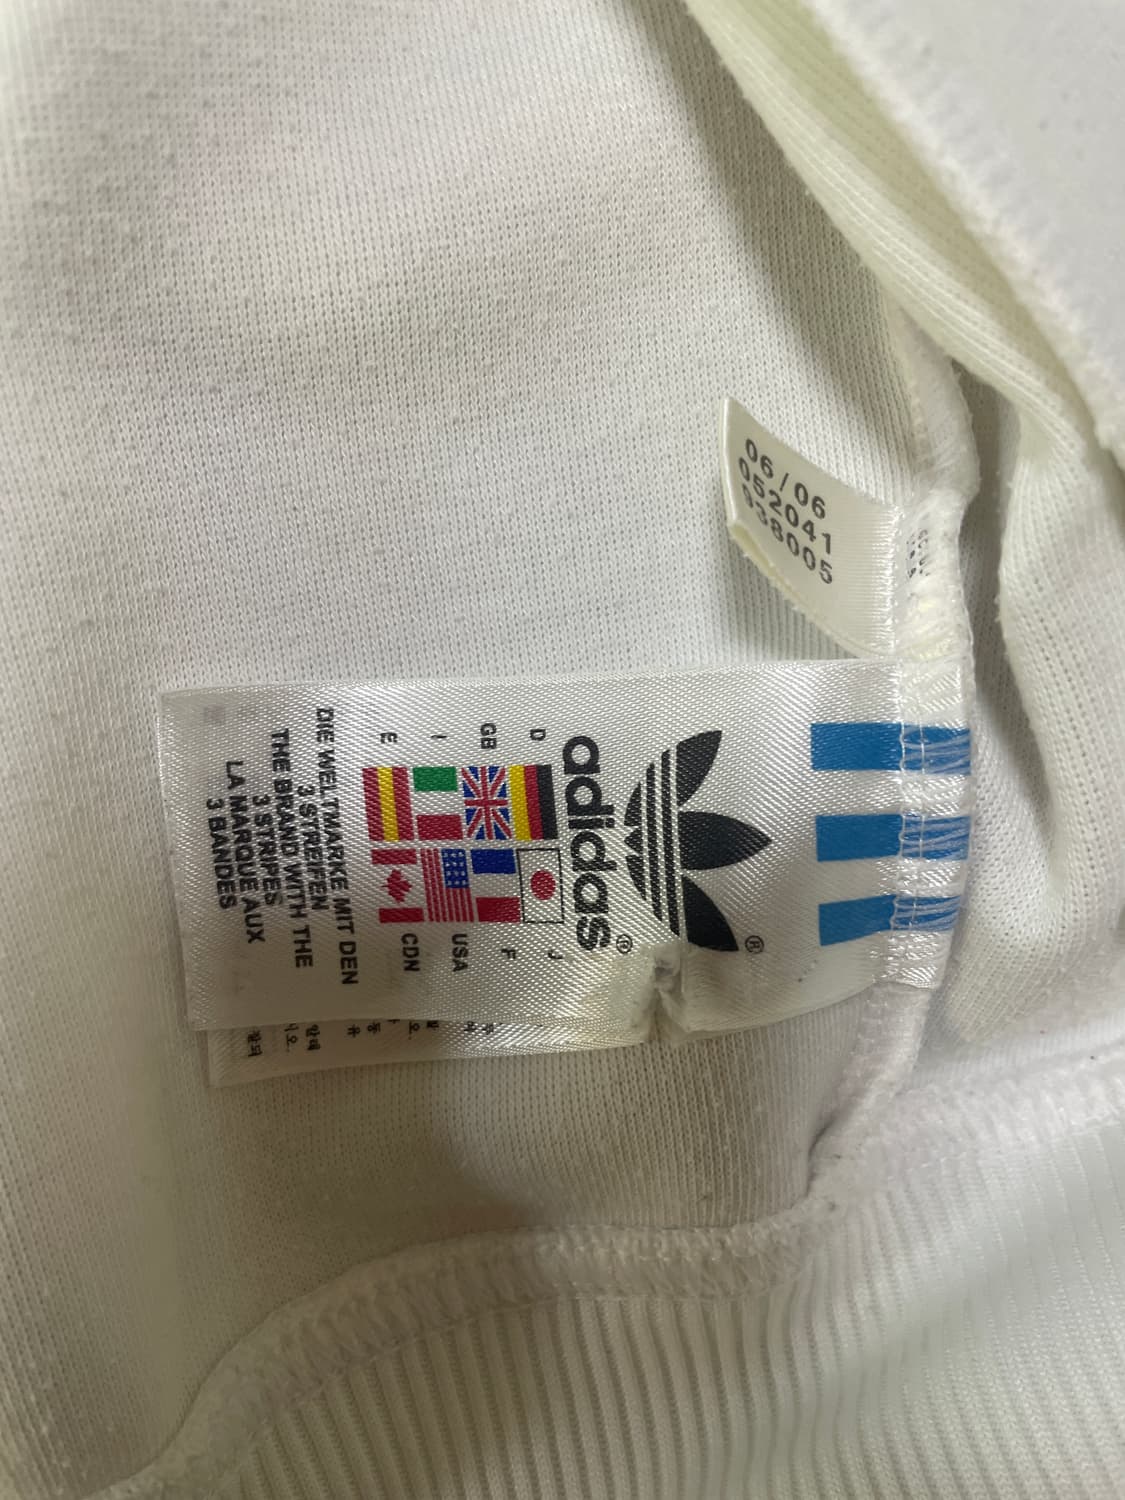 06/06
052041
938005
®
adidas®
D
GB
I
E
J
F
USA
CDN
DIE WELTMARKE MIT DEN
3 STREIFEN
THE BRAND WITH THE
3 STRIPES
LA MARQUE AUX
3 BANDES